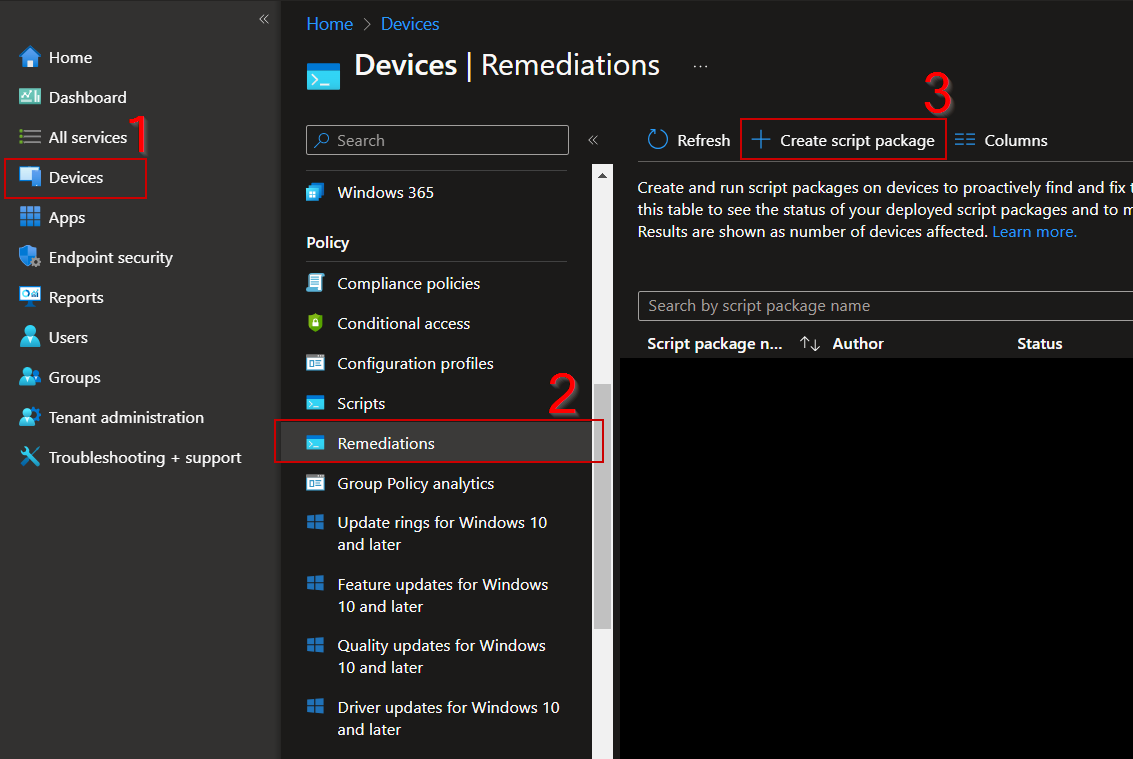 «
Home
Dashboard
All services
1
Devices
Apps
Endpoint security
Reports
Users
Groups
Tenant administration
Troubleshooting + support
Home > Devices
Devices | Remediations ...
Search
«
Windows 365
Policy
Compliance policies
Conditional access
Configuration profiles
Scripts
2
Remediations
Group Policy analytics
Update rings for Windows 10
and later
Feature updates for Windows
10 and later
Quality updates for Windows
10 and later
Driver updates for Windows 10
and later
3
Refresh + Create script package Columns
Create and run script packages on devices to proactively find and fix
this table to see the status of your deployed script packages and to
Results are shown as number of devices affected. Learn more.
Search by script package name
Script package n... ↑↓ Author Status